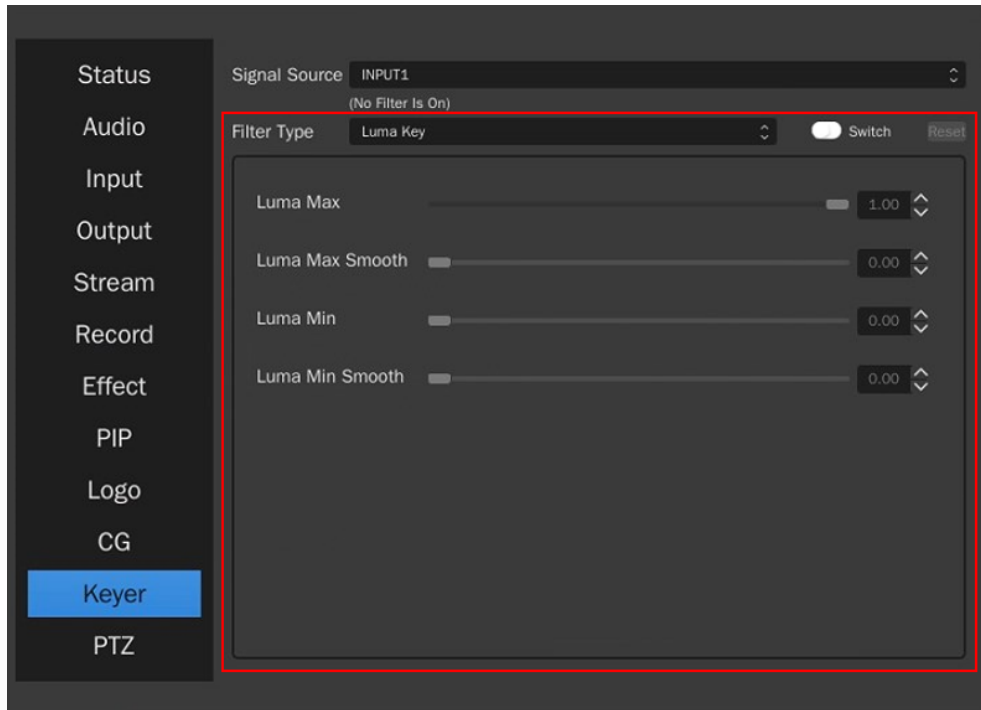 Status
Audio
Input
Output
Stream
Record
Effect
PIP
Logo
CG
Keyer
PTZ
Signal Source INPUT1
(No Filter Is On)
Filter Type Luma Key Switch Reset
Luma Max 1.00
Luma Max Smooth 0.00
Luma Min 0.00
Luma Min Smooth 0.00